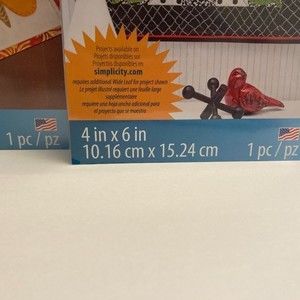 Projects available on
Projets disponibles en
Proyectos disponibles en
simplicity.com
requires additional Wide Leaf for project shown
Le projet illustré requiert une feuille large
supplémentaire
requiere una hoja ancha adicional para
el proyecto que se muestra
1 pc / pz
4 in x 6 in
10.16 cm x 15.24 cm
1 pc / pz